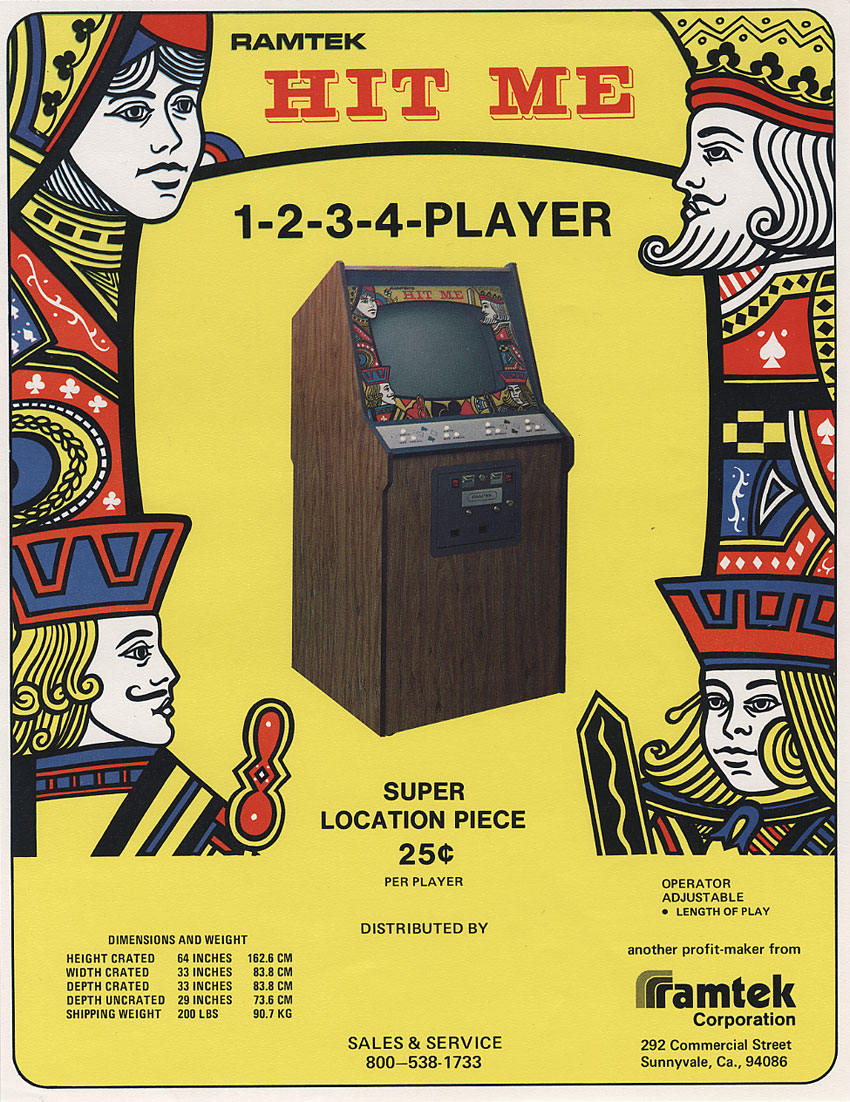 RAMTEK
HIT ME
1-2-3-4-PLAYER
HIT ME
SUPER
LOCATION PIECE
25¢
PER PLAYER
DISTRIBUTED BY
OPERATOR
ADJUSTABLE
• LENGTH OF PLAY
DIMENSIONS AND WEIGHT
HEIGHT CRATED 64 INCHES 162.6 CM
WIDTH CRATED 33 INCHES 83.8 CM
DEPTH CRATED 33 INCHES 83.8 CM
DEPTH UNCRATED 29 INCHES 73.6 CM
SHIPPING WEIGHT 200 LBS 90.7 KG
another profit-maker from
ramtek
Corporation
292 Commercial Street
Sunnyvale, Ca., 94086
SALES & SERVICE
800—538-1733